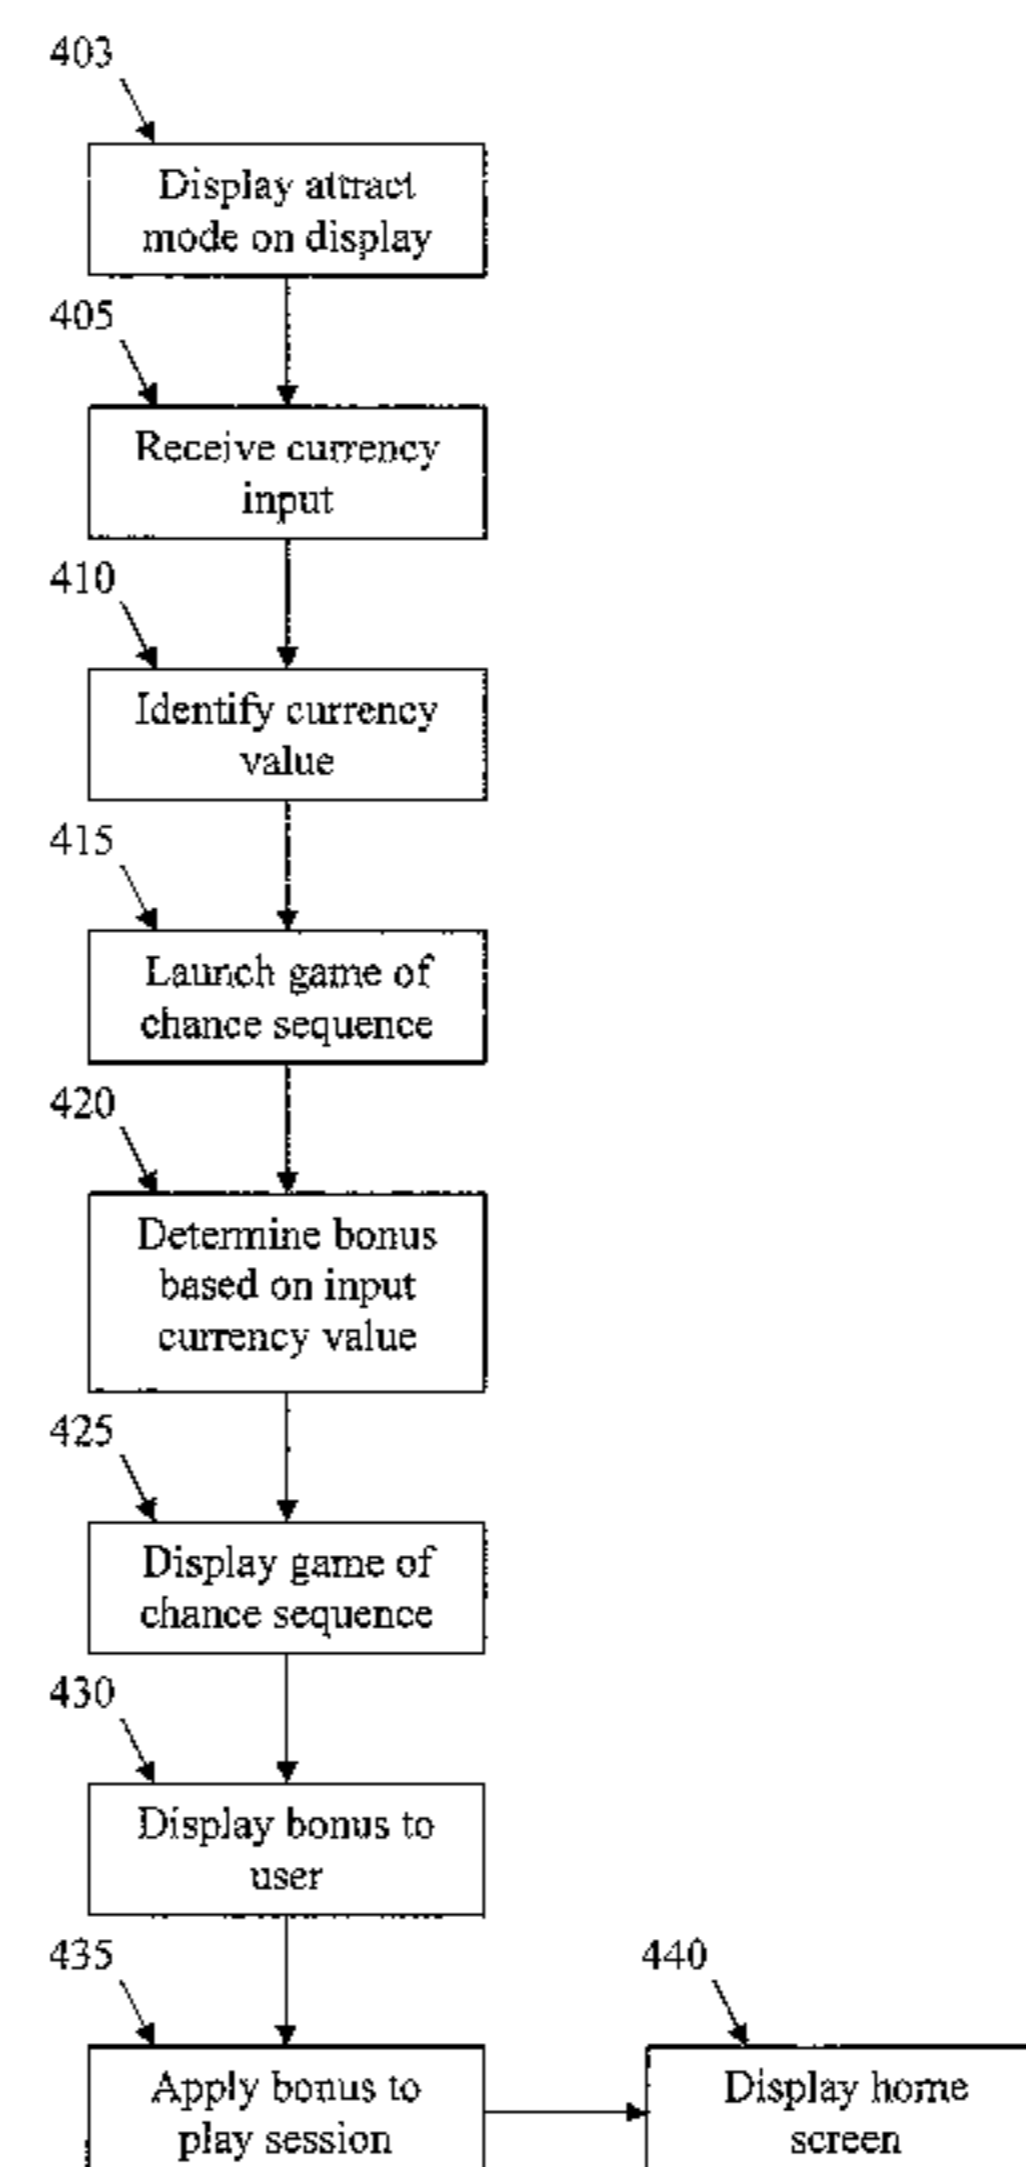 403
Display attract
mode on display
405
Receive currency
input
410
Identify currency
value
415
Launch game of
chance sequence
420
Determine bonus
based on input
currency value
425
Display game of
chance sequence
430
Display bonus to
user
435
Apply bonus to
play session
440
Display home
screen